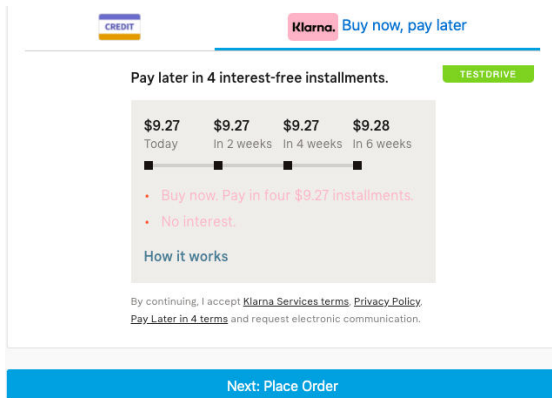 CREDIT
Klarna. Buy now, pay later
Pay later in 4 interest-free installments.
TESTDRIVE
$9.27 $9.27 $9.27 $9.28
Today In 2 weeks In 4 weeks In 6 weeks
• Buy now. Pay in four $9.27 installments.
• No interest.
How it works
By continuing, I accept Klarna Services terms, Privacy Policy.
Pay Later in 4 terms and request electronic communication.
Next: Place Order